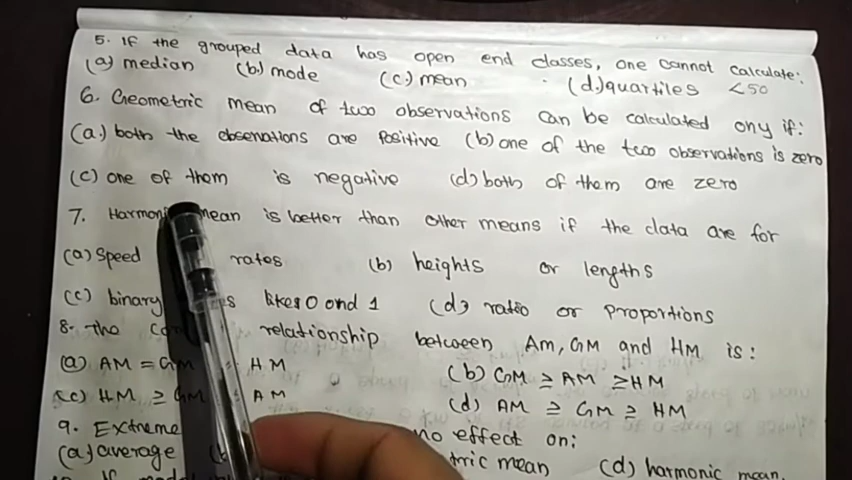 5. If the grouped data has open end classes, one cannot calculate:
(a) median (b) mode (c) mean (d) quartiles <50
6. Geometric mean of two observations can be calculated ony if:
(a) both the observations are Positive (b) one of the two observations is zero
(c) one of them is negative (d) both of them are zero
7. Harmonic mean is better than other means if the data are for
(a) Speed rates (b) heights or lengths
(c) binary likes 0 and 1 (d) ratio or proportions
8. The relationship between Am, GM and HM is:
(a) AM = GM HM (b) GM ≥ AM ≥ HM
(c) HM ≥ GM AM (d) AM ≥ GM ≥ HM
9. Extreme no effect on:
(a) average mean (d) harmonic mean.